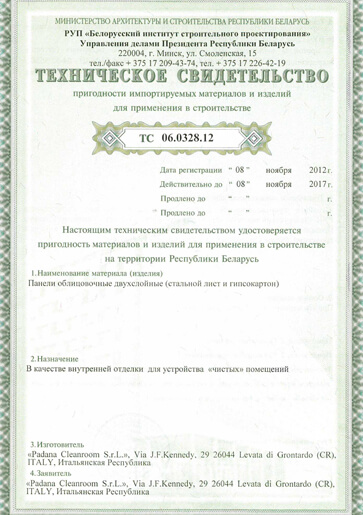 МИНИСТЕРСТВО АРХИТЕКТУРЫ И СТРОИТЕЛЬСТВА РЕСПУБЛИКИ БЕЛАРУСЬ
РУП «Белорусский институт строительного проектирования»
Управления делами Президента Республики Беларусь
220004, г. Минск, ул. Смоленская, 15
тел./факс + 375 17 209-43-74, тел. + 375 17 226-42-19
ТЕХНИЧЕСКОЕ СВИДЕТЕЛЬСТВО
пригодности импортируемых материалов и изделий
для применения в строительстве
ТС 06.0328.12
Дата регистрации “ 08 ” ноября 2012 г.
Действительно до “ 08 ” ноября 2017 г.
Продлено до “ ” г.
Продлено до “ ” г.
Настоящим техническим свидетельством удостоверяется
пригодность материалов и изделий для применения в строительстве
на территории Республики Беларусь
1.Наименование материала (изделия)
Панели облицовочные двухслойные (стальной лист и гипсокартон)
2.Назначение
В качестве внутренней отделки для устройства «чистых» помещений
3.Изготовитель
«Padana Cleanroom S.r.L.», Via J.F.Kennedy, 29 26044 Levata di Grontardo (CR),
ITALY, Итальянская Республика
4.Заявитель
«Padana Cleanroom S.r.L.», Via J.F.Kennedy, 29 26044 Levata di Grontardo (CR),
ITALY, Итальянская Республика